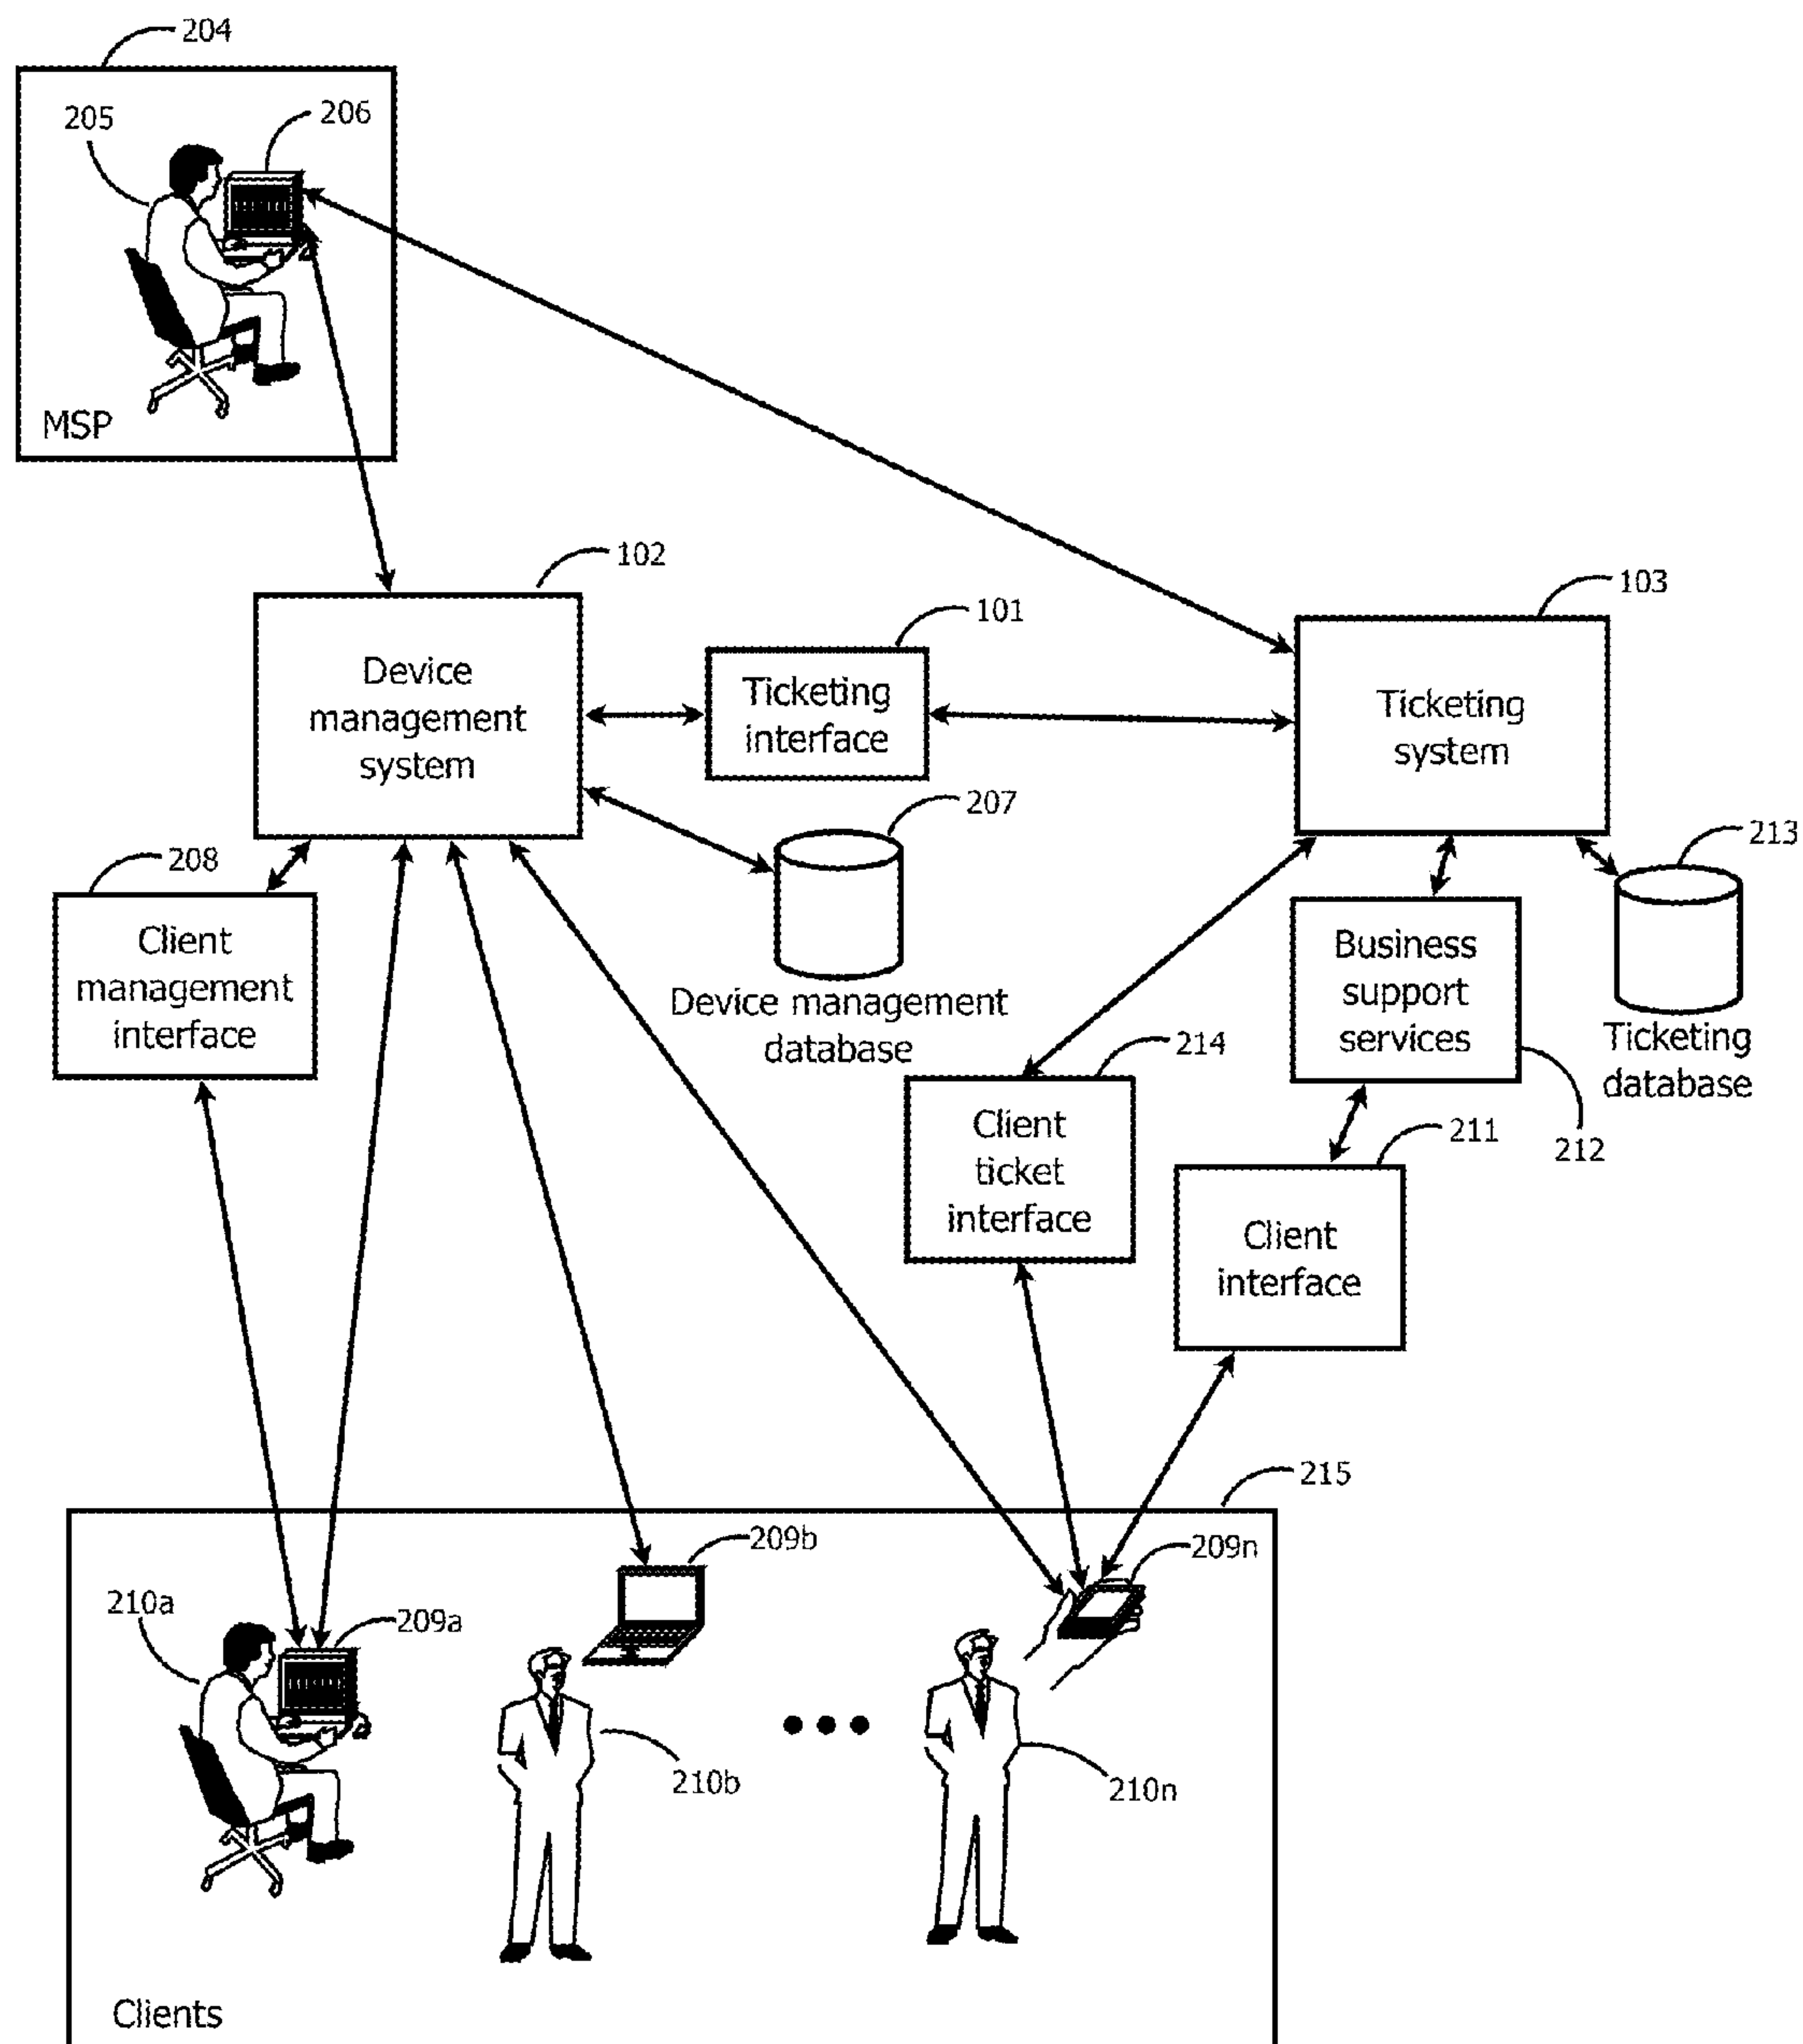 204
205
206
MSP
102
101
103
Device
management
system
Ticketing
interface
Ticketing
system
207
213
208
Client
management
interface
Device management
database
Business
support
services
Ticketing
database
214
212
211
Client
ticket
interface
Client
interface
215
209b
209n
210a
209a
210b
210n
Clients